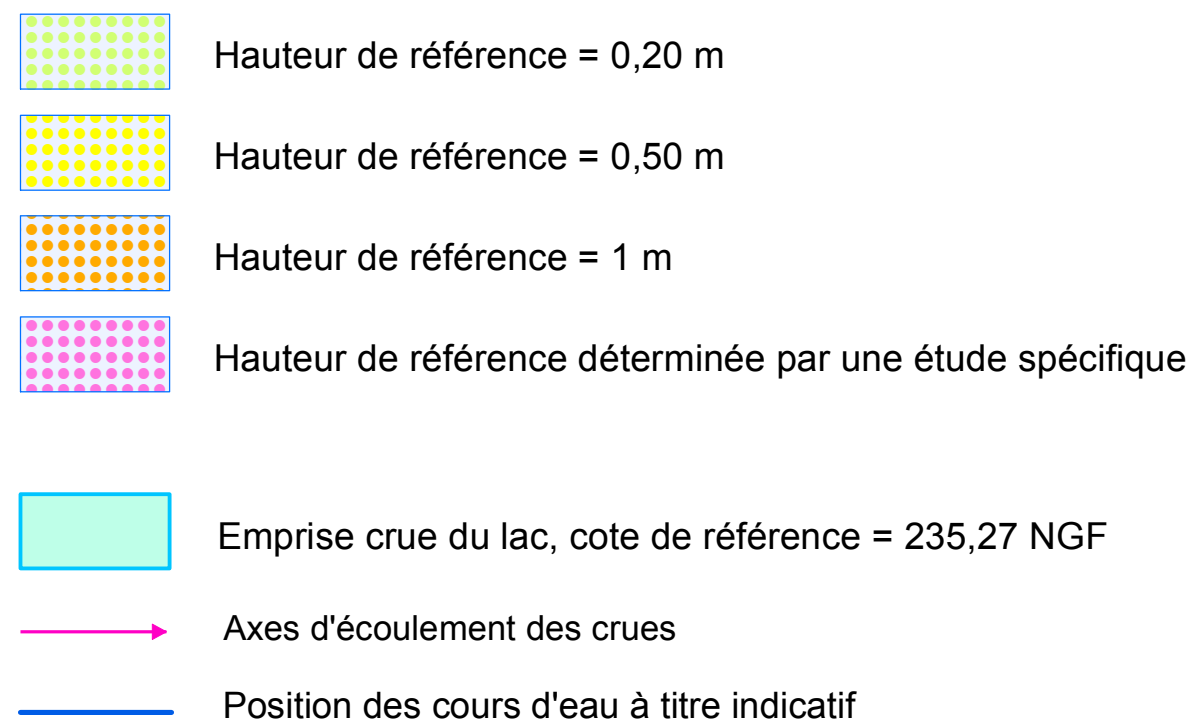 Hauteur de référence = 0,20 m
Hauteur de référence = 0,50 m
Hauteur de référence = 1 m
Hauteur de référence déterminée par une étude spécifique
Emprise crue du lac, cote de référence = 235,27 NGF
Axes d'écoulement des crues
Position des cours d'eau à titre indicatif